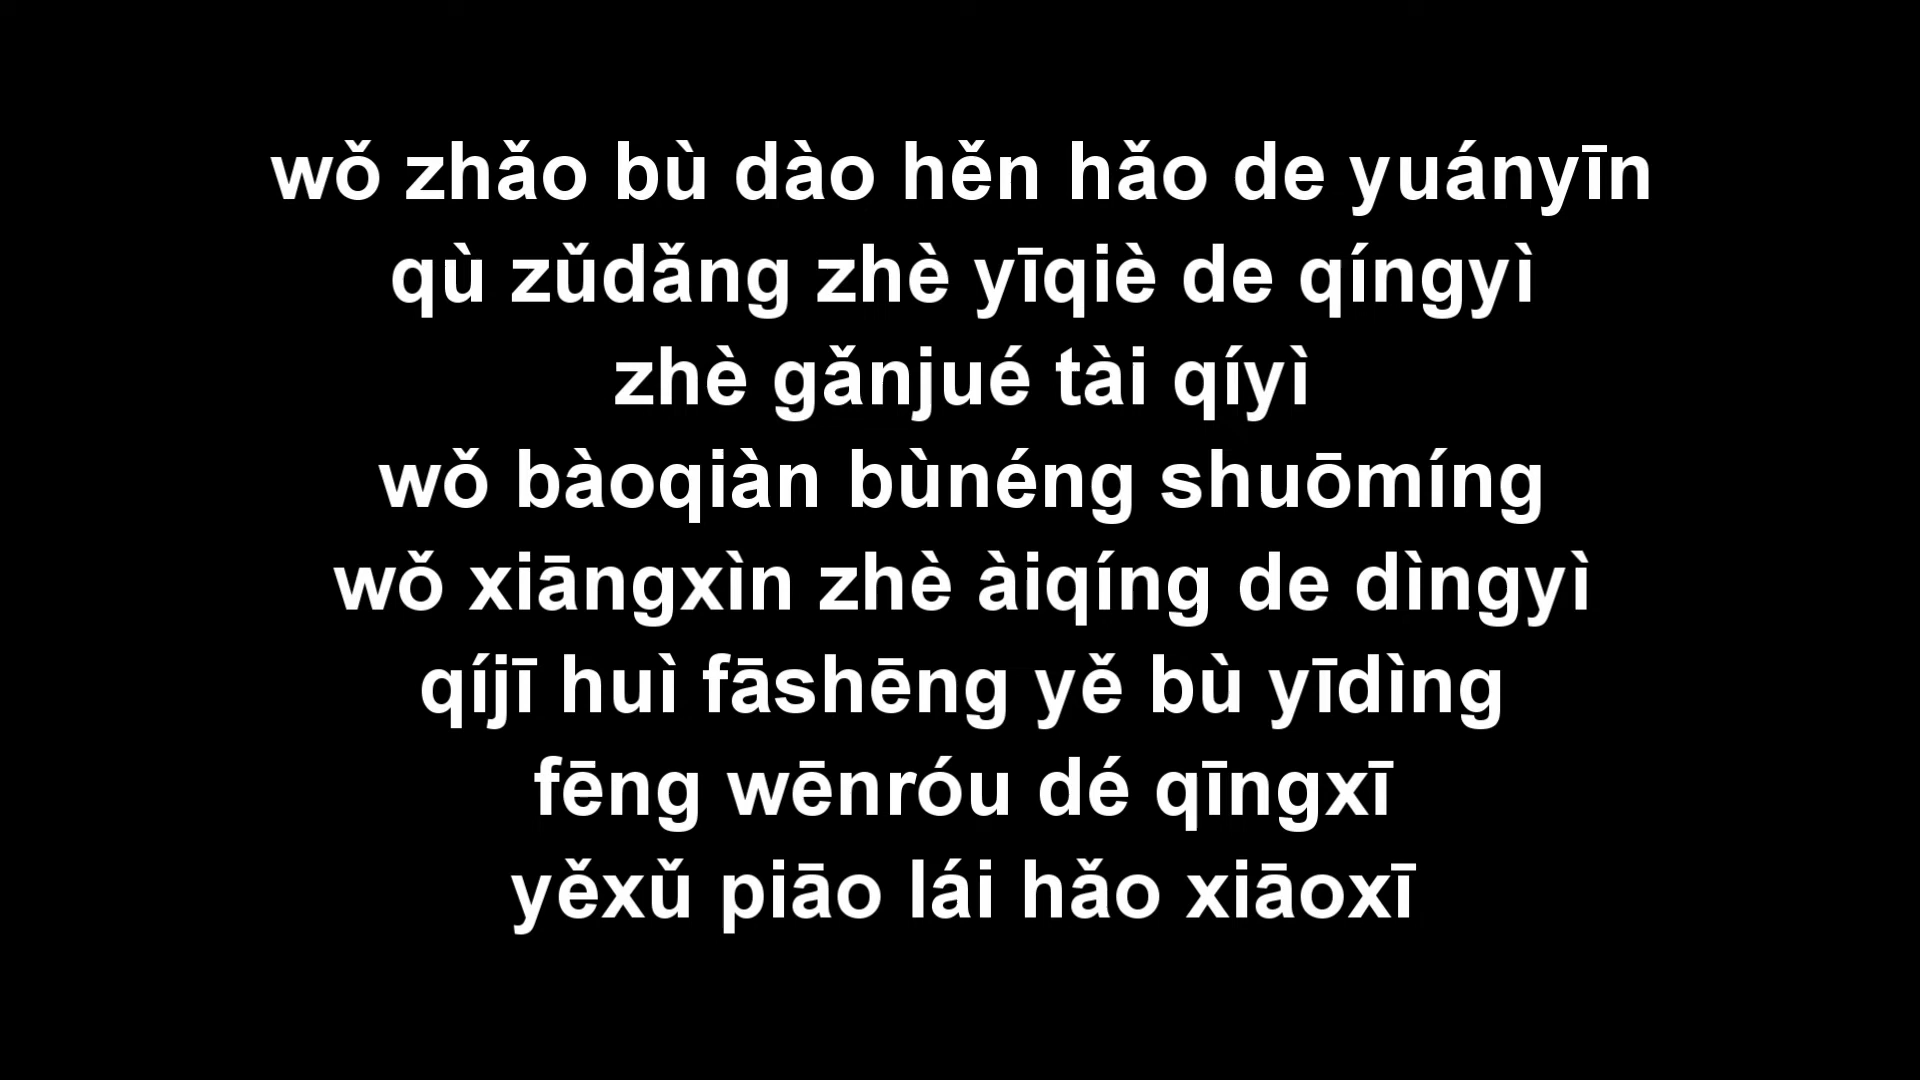 wǒ zhǎo bù dào hěn hǎo de yuányīn
qù zǔdǎng zhè yīqiè de qíngyì
zhè gǎnjué tài qíyì
wǒ bàoqiàn bùnéng shuōmíng
wǒ xiāngxìn zhè àiqíng de dìngyì
qíjī huì fāshēng yě bù yīdìng
fēng wēnróu dé qīngxī
yěxǔ piāo lái hǎo xiāoxī